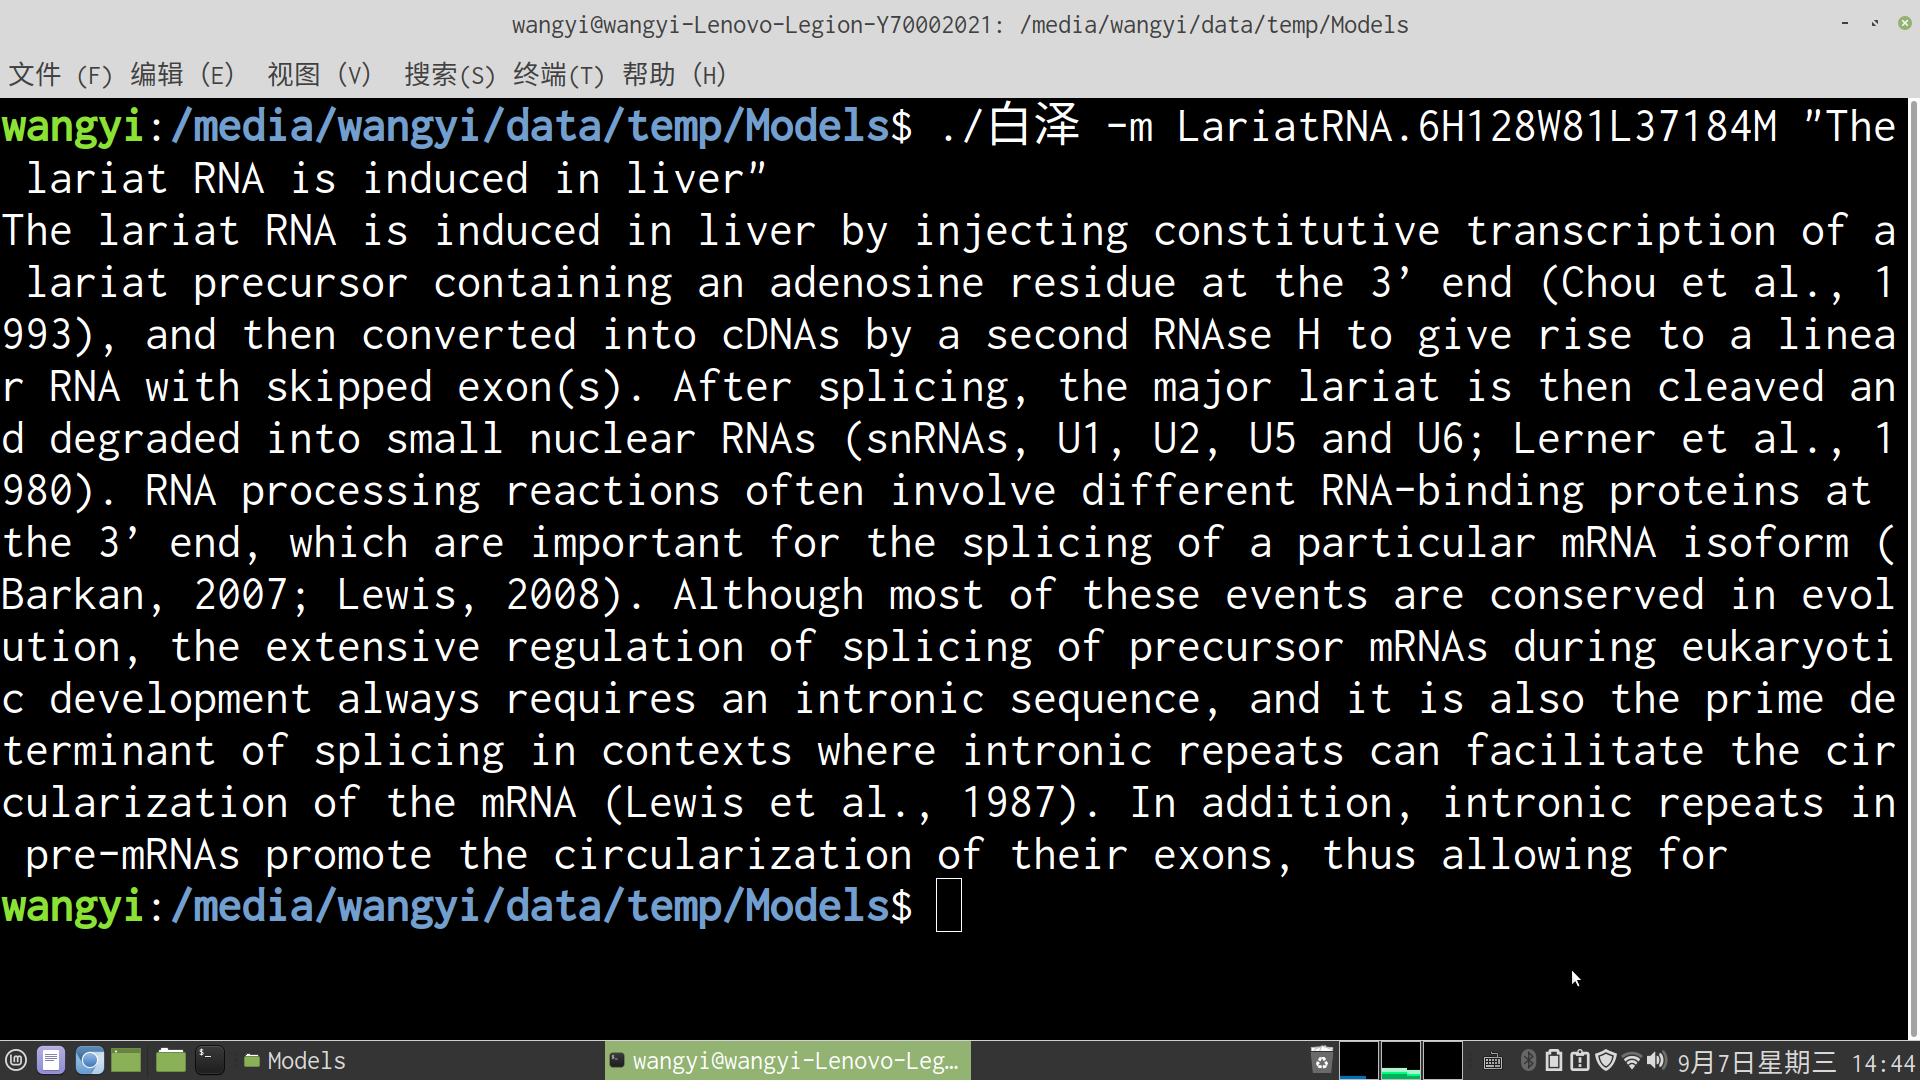 wangyi@wangyi-Lenovo-Legion-Y70002021: /media/wangyi/data/temp/Models
文件 (F) 编辑 (E) 视图 (V) 搜索(S) 终端(T) 帮助 (H)
wangyi:/media/wangyi/data/temp/Models$ ./白泽 -m LariatRNA.6H128W81L37184M "The
 lariat RNA is induced in liver"
The lariat RNA is induced in liver by injecting constitutive transcription of a
 lariat precursor containing an adenosine residue at the 3’ end (Chou et al., 1
993), and then converted into cDNAs by a second RNAse H to give rise to a linea
r RNA with skipped exon(s). After splicing, the major lariat is then cleaved an
d degraded into small nuclear RNAs (snRNAs, U1, U2, U5 and U6; Lerner et al., 1
980). RNA processing reactions often involve different RNA-binding proteins at
the 3’ end, which are important for the splicing of a particular mRNA isoform (
Barkan, 2007; Lewis, 2008). Although most of these events are conserved in evol
ution, the extensive regulation of splicing of precursor mRNAs during eukaryoti
c development always requires an intronic sequence, and it is also the prime de
terminant of splicing in contexts where intronic repeats can facilitate the cir
cularization of the mRNA (Lewis et al., 1987). In addition, intronic repeats in
 pre-mRNAs promote the circularization of their exons, thus allowing for
wangyi:/media/wangyi/data/temp/Models$
Models
wangyi@wangyi-Lenovo-Leg...
9月7日星期三 14:44